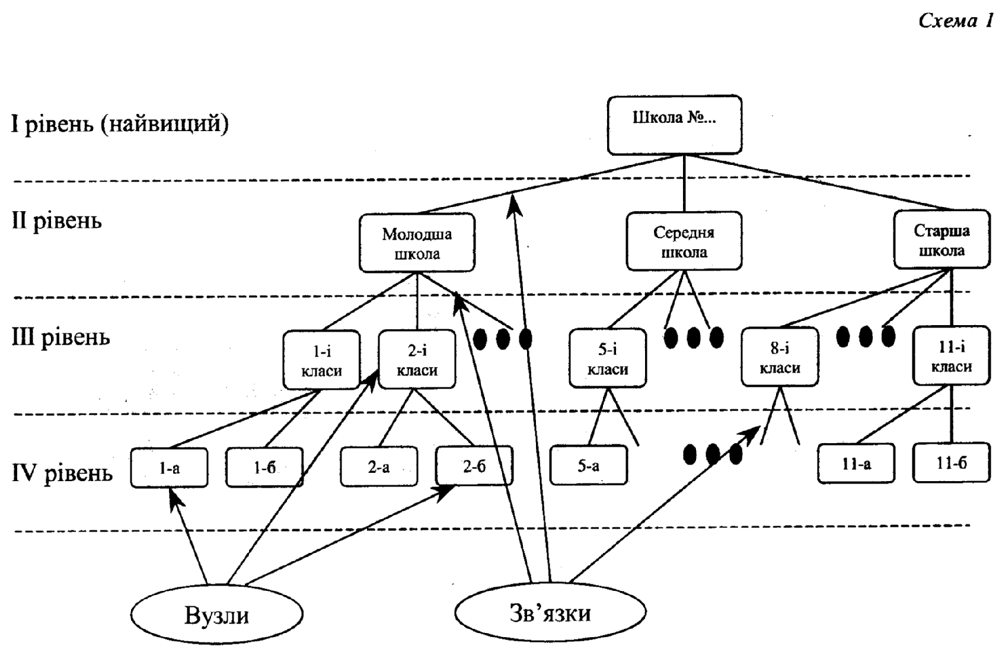 Схема 1
І рівень (найвищий)
Школа №...
ІІ рівень
Молодша
школа
Середня
школа
Старша
школа
ІІІ рівень
1-і
класи
2-і
класи
5-і
класи
8-і
класи
11-і
класи
IV рівень
1-а
1-б
2-а
2-б
5-а
11-а
11-б
Вузли
Зв’язки